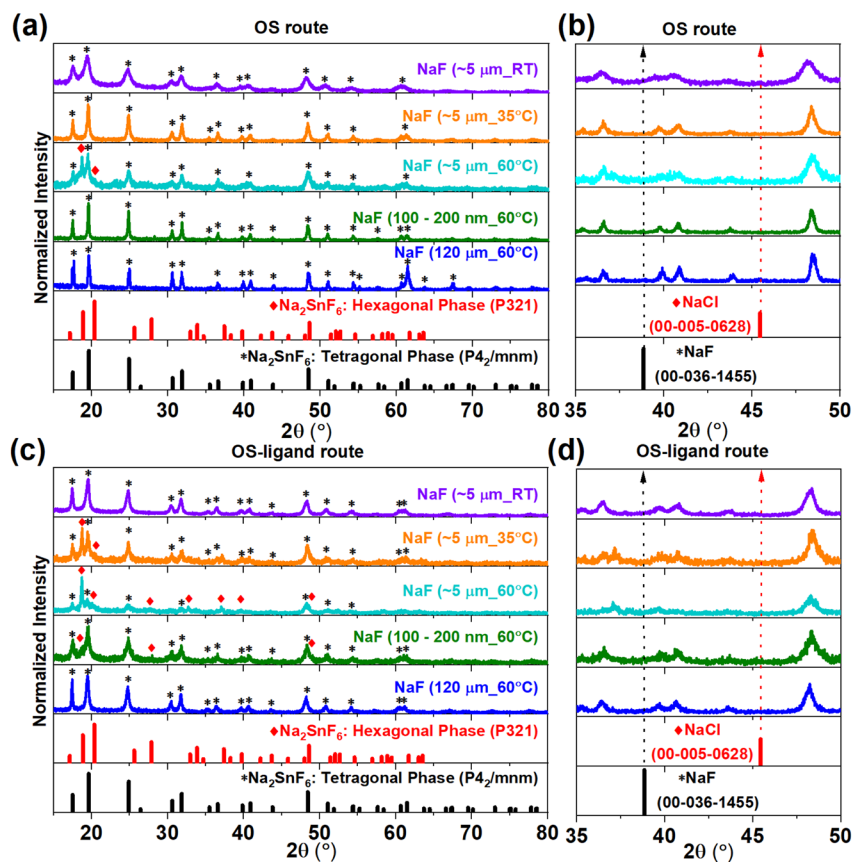 (a)
OS route
Normalized Intensity
NaF (~5 μm_RT)
NaF (~5 μm_35°C)
NaF (~5 μm_60°C)
NaF (100 - 200 nm_60°C)
NaF (120 μm_60°C)
♦Na₂SnF₆: Hexagonal Phase (P321)
*Na₂SnF₆: Tetragonal Phase (P4₂/mnm)
20 30 40 50 60 70 80
2θ (°)
(b)
OS route
♦NaCl
(00-005-0628)
*NaF
(00-036-1455)
35 40 45 50
2θ (°)
(c)
OS-ligand route
Normalized Intensity
NaF (~5 μm_RT)
NaF (~5 μm_35°C)
NaF (~5 μm_60°C)
NaF (100 - 200 nm_60°C)
NaF (120 μm_60°C)
♦Na₂SnF₆: Hexagonal Phase (P321)
*Na₂SnF₆: Tetragonal Phase (P4₂/mnm)
20 30 40 50 60 70 80
2θ (°)
(d)
OS-ligand route
♦NaCl
(00-005-0628)
*NaF
(00-036-1455)
35 40 45 50
2θ (°)